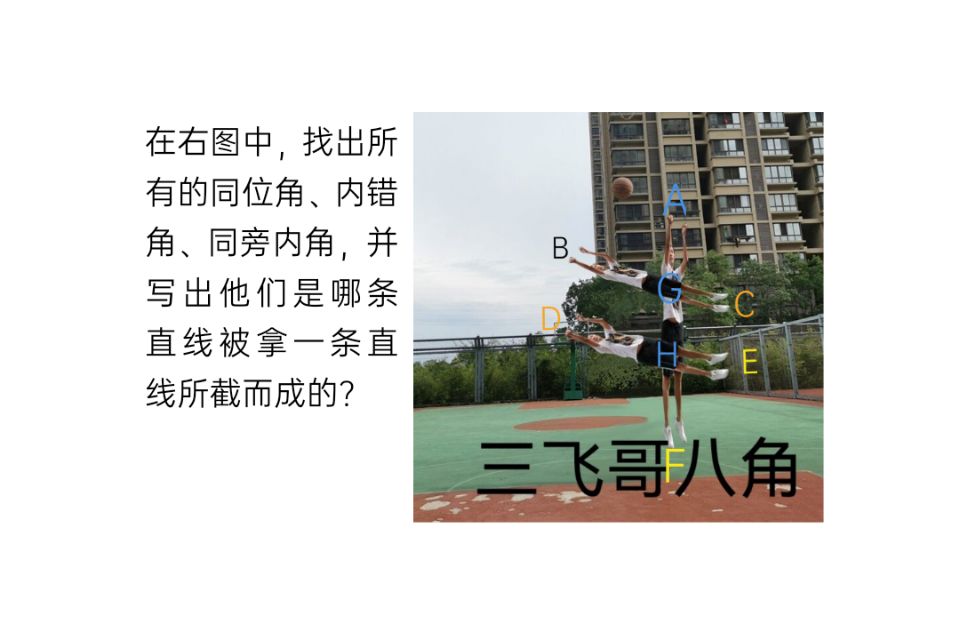 在右图中，找出所
有的同位角、内错
角、同旁内角，并
写出他们是哪条
直线被拿一条直
线所截而成的？
A
B
G
C
D
H
E
三飞哥八角
F